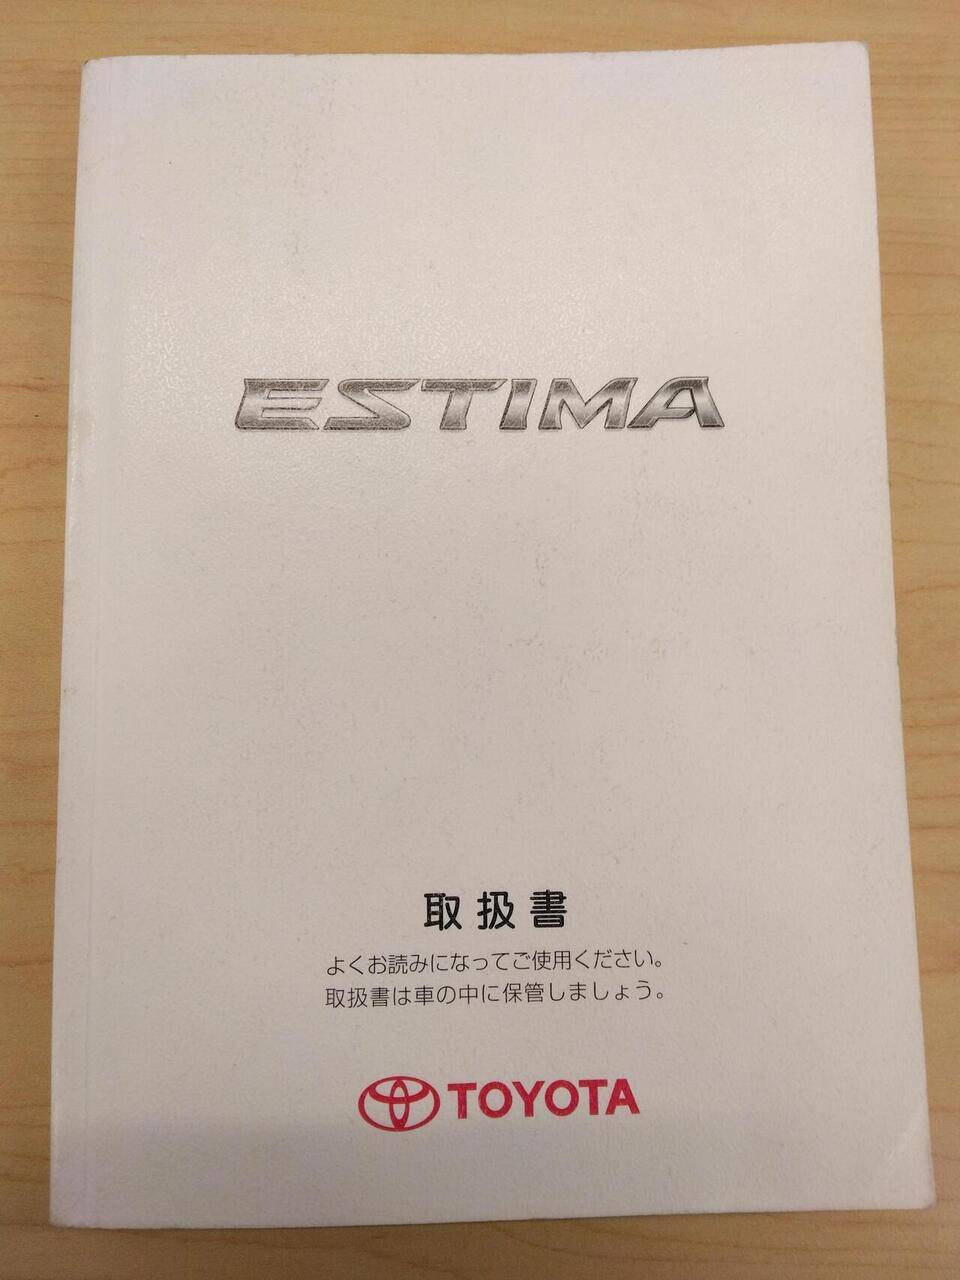 ESTIMA
取扱書
よくお読みになってご使用ください。
取扱書は車の中に保管しましょう。
TOYOTA